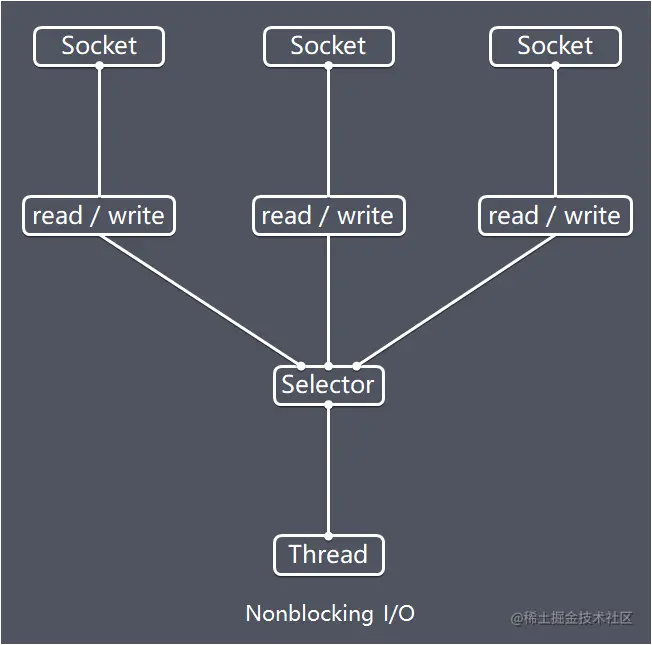 Socket
Socket
Socket
read / write
read / write
read / write
Selector
Thread
Nonblocking I/O
@稀土掘金技术社区